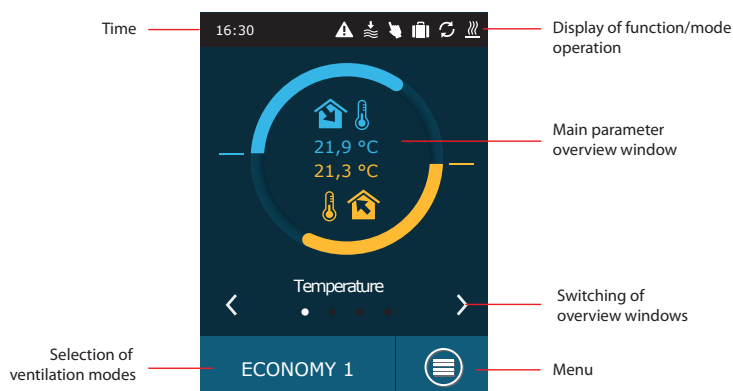 Time
16:30
Display of function/mode
operation
21,9 °C
21,3 °C
Main parameter
overview window
Temperature
Switching of
overview windows
Selection of
ventilation modes
ECONOMY 1
Menu